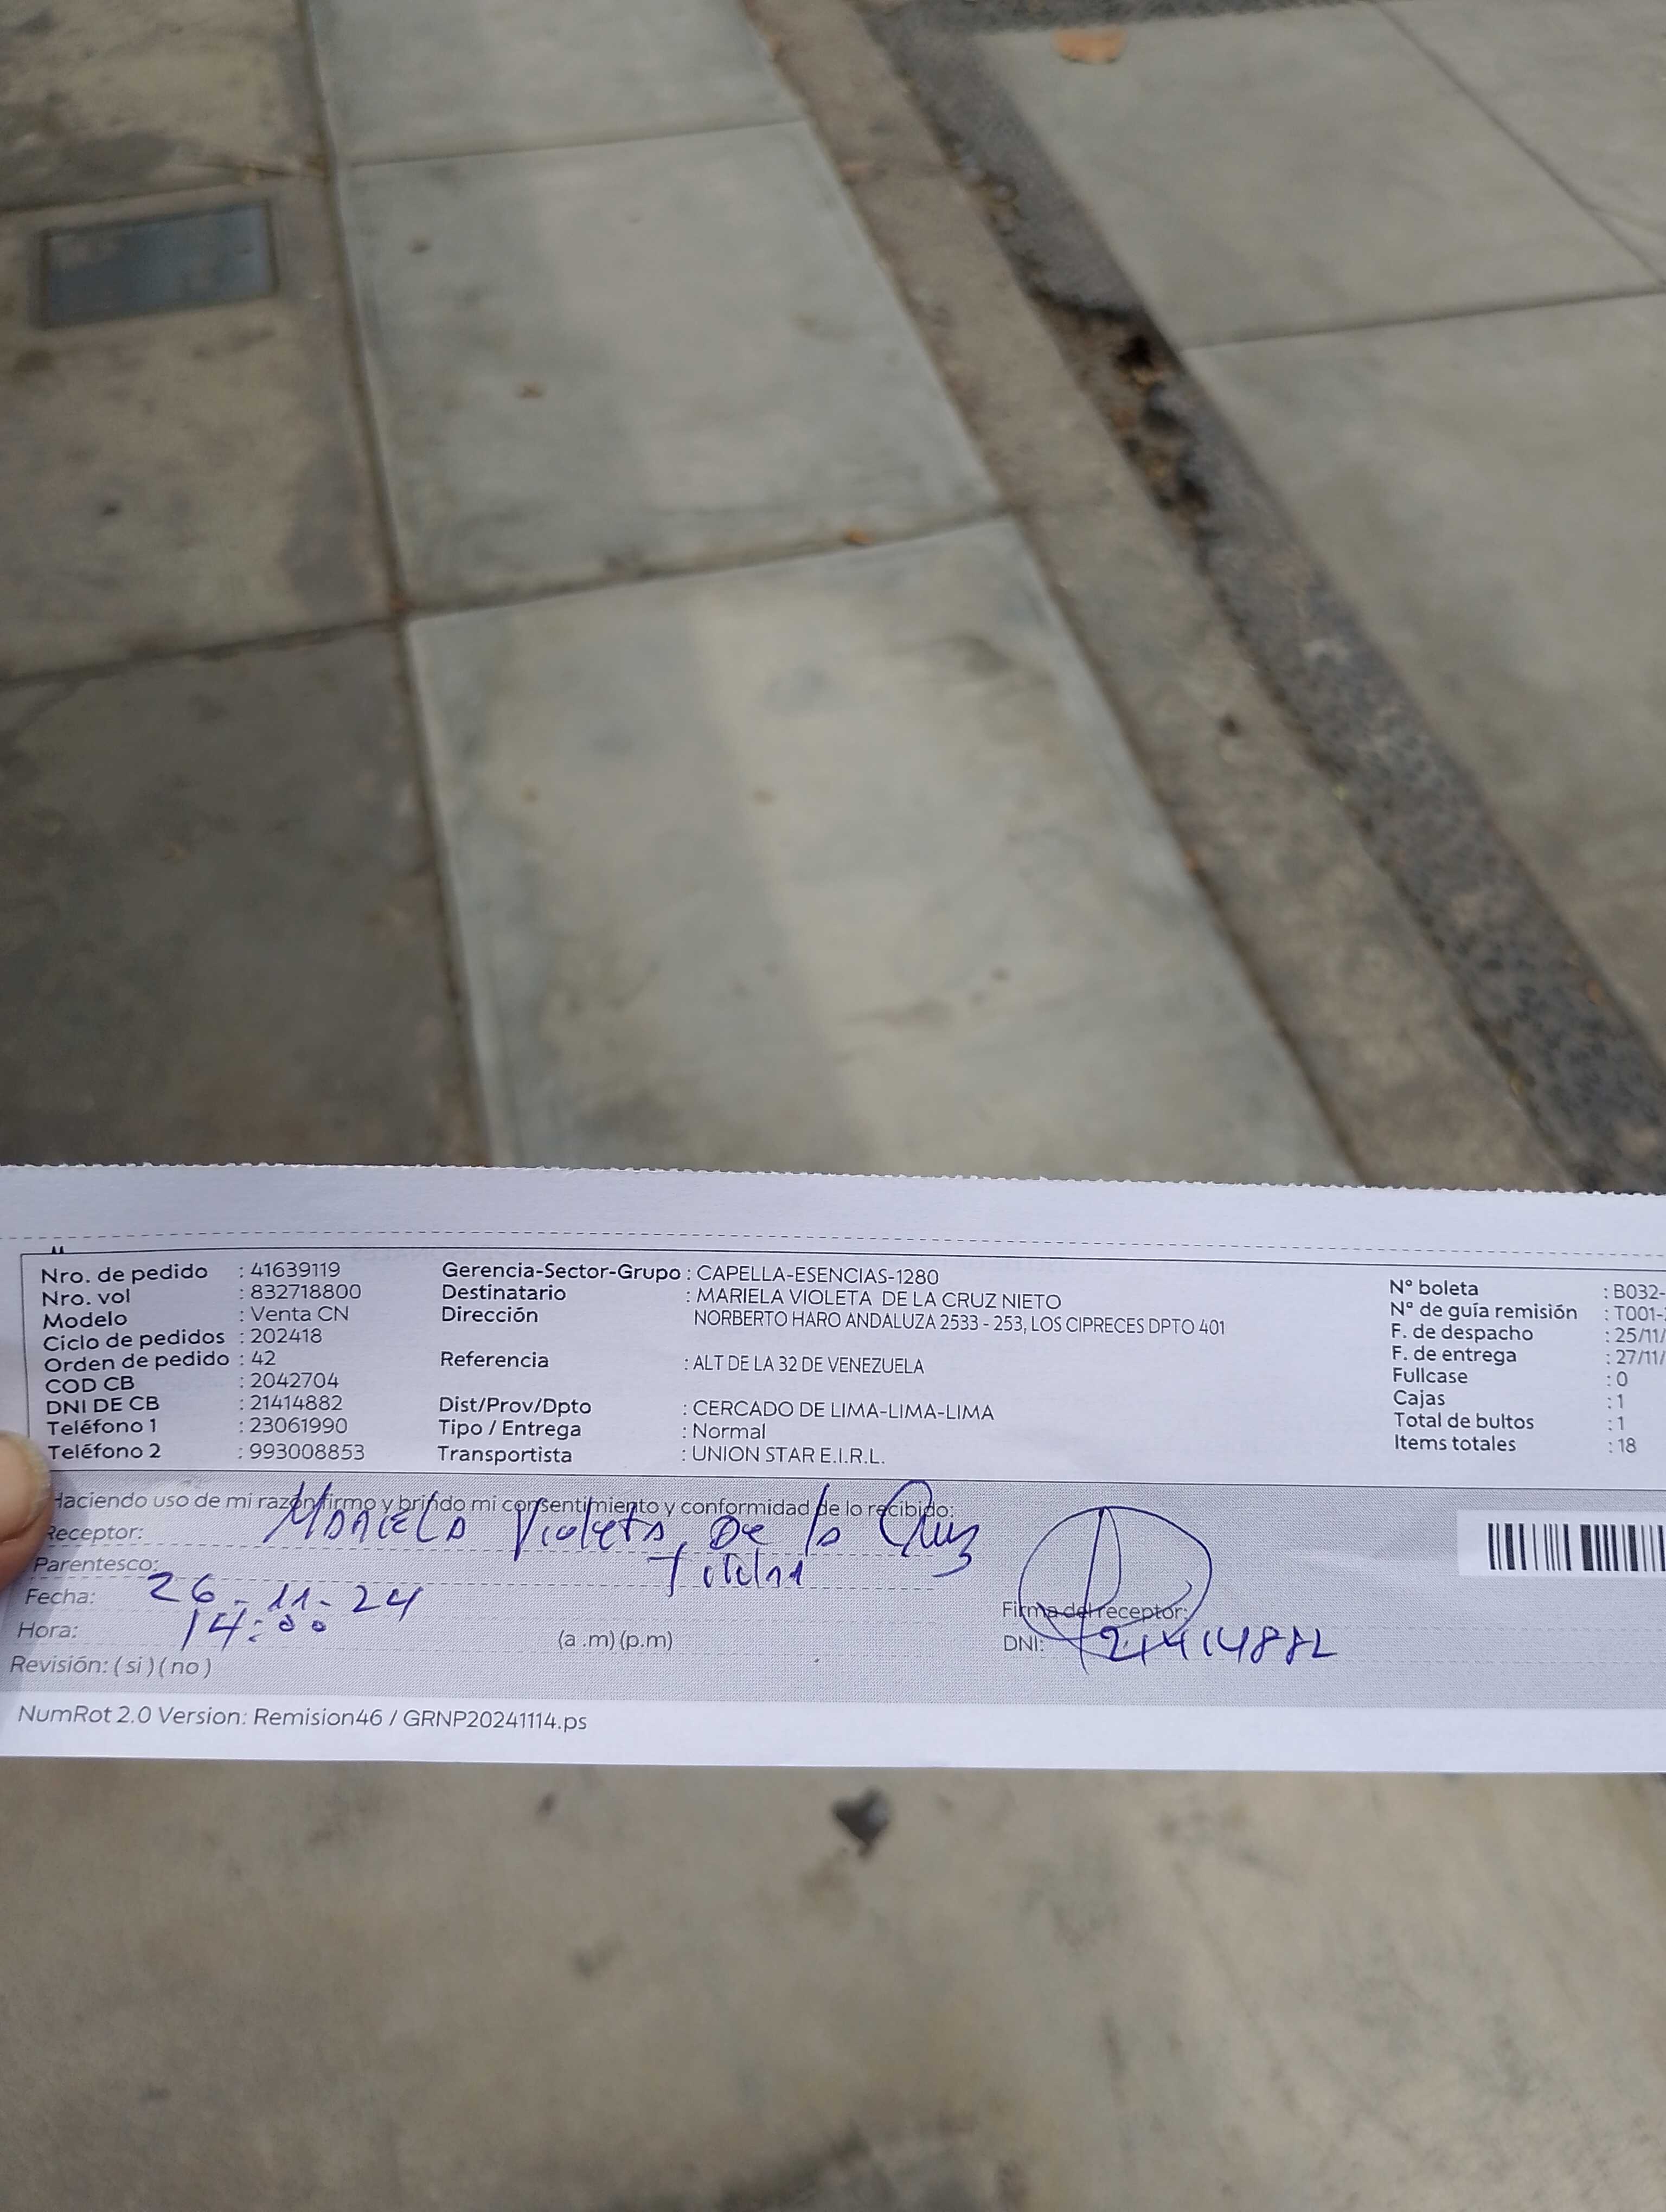 Nro. de pedido : 41639119
Nro. vol : 832718800
Modelo : Venta CN
Ciclo de pedidos : 202418
Orden de pedido : 42
COD CB : 2042704
DNI DE CB : 21414882
Teléfono 1 : 23061990
Teléfono 2 : 993008853
Gerencia-Sector-Grupo : CAPELLA-ESENCIAS-1280
Destinatario : MARIELA VIOLETA DE LA CRUZ NIETO
Dirección NORBERTO HARO ANDALUZA 2533 - 253, LOS CIPRECES DPTO 401
Referencia : ALT DE LA 32 DE VENEZUELA
Dist/Prov/Dpto : CERCADO DE LIMA-LIMA-LIMA
Tipo / Entrega : Normal
Transportista : UNION STAR E.I.R.L.
N° boleta : B032-
N° de guía remisión : T001-
F. de despacho : 25/11/
F. de entrega : 27/11/
Fullcase : 0
Cajas : 1
Total de bultos : 1
Items totales : 18
Haciendo uso de mi razón firmo y brindo mi consentimiento y conformidad de lo recibido:
Receptor: Mariela Violeta De la Cruz
Parentesco: Titular
Fecha: 26-11-24
Hora: 14:00 (a .m) (p.m)
Revisión: ( si ) ( no )
Firma del receptor:
DNI: 21414882
NumRot 2.0 Version: Remision46 / GRNP20241114.ps